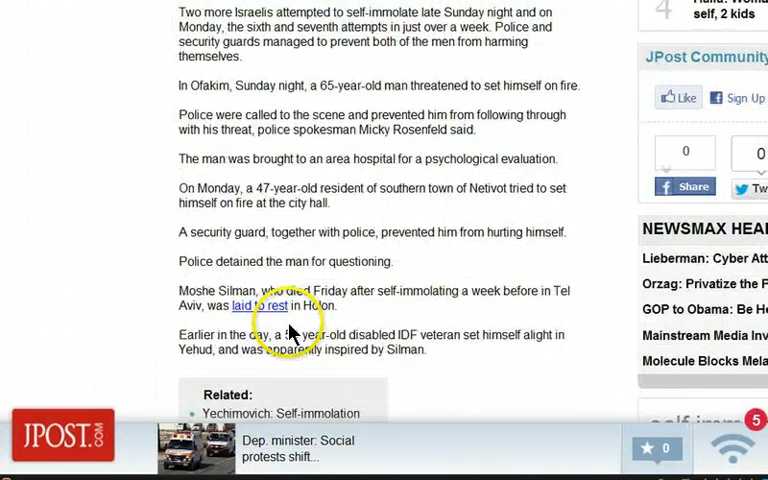 Two more Israelis attempted to self-immolate late Sunday night and on
Monday, the sixth and seventh attempts in just over a week. Police and
security guards managed to prevent both of the men from harming
themselves.
In Ofakim, Sunday night, a 65-year-old man threatened to set himself on fire.
Police were called to the scene and prevented him from following through
with his threat, police spokesman Micky Rosenfeld said.
The man was brought to an area hospital for a psychological evaluation.
On Monday, a 47-year-old resident of southern town of Netivot tried to set
himself on fire at the city hall.
A security guard, together with police, prevented him from hurting himself.
Police detained the man for questioning.
Moshe Silman, who died Friday after self-immolating a week before in Tel
Aviv, was laid to rest in Holon.
Earlier in the day, a year-old disabled IDF veteran set himself alight in
Yehud, and was apparently inspired by Silman.
Related:
Yechimovich: Self-immolation
4
self, 2 kids
JPost Community
Like
Sign Up
0
0
Share
Tw
NEWSMAX HEA
Lieberman: Cyber Att
Orzag: Privatize the F
GOP to Obama: Be He
Mainstream Media Inv
Molecule Blocks Mela
JPOST.COM
Dep. minister: Social
protests shift...
0
5